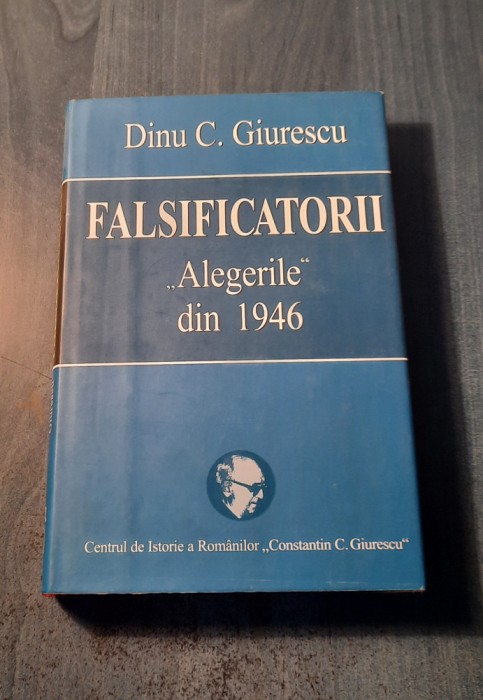 Dinu C. Giurescu
FALSIFICATORII
„Alegerile“
din 1946
Centrul de Istorie a Românilor „Constantin C. Giurescu“